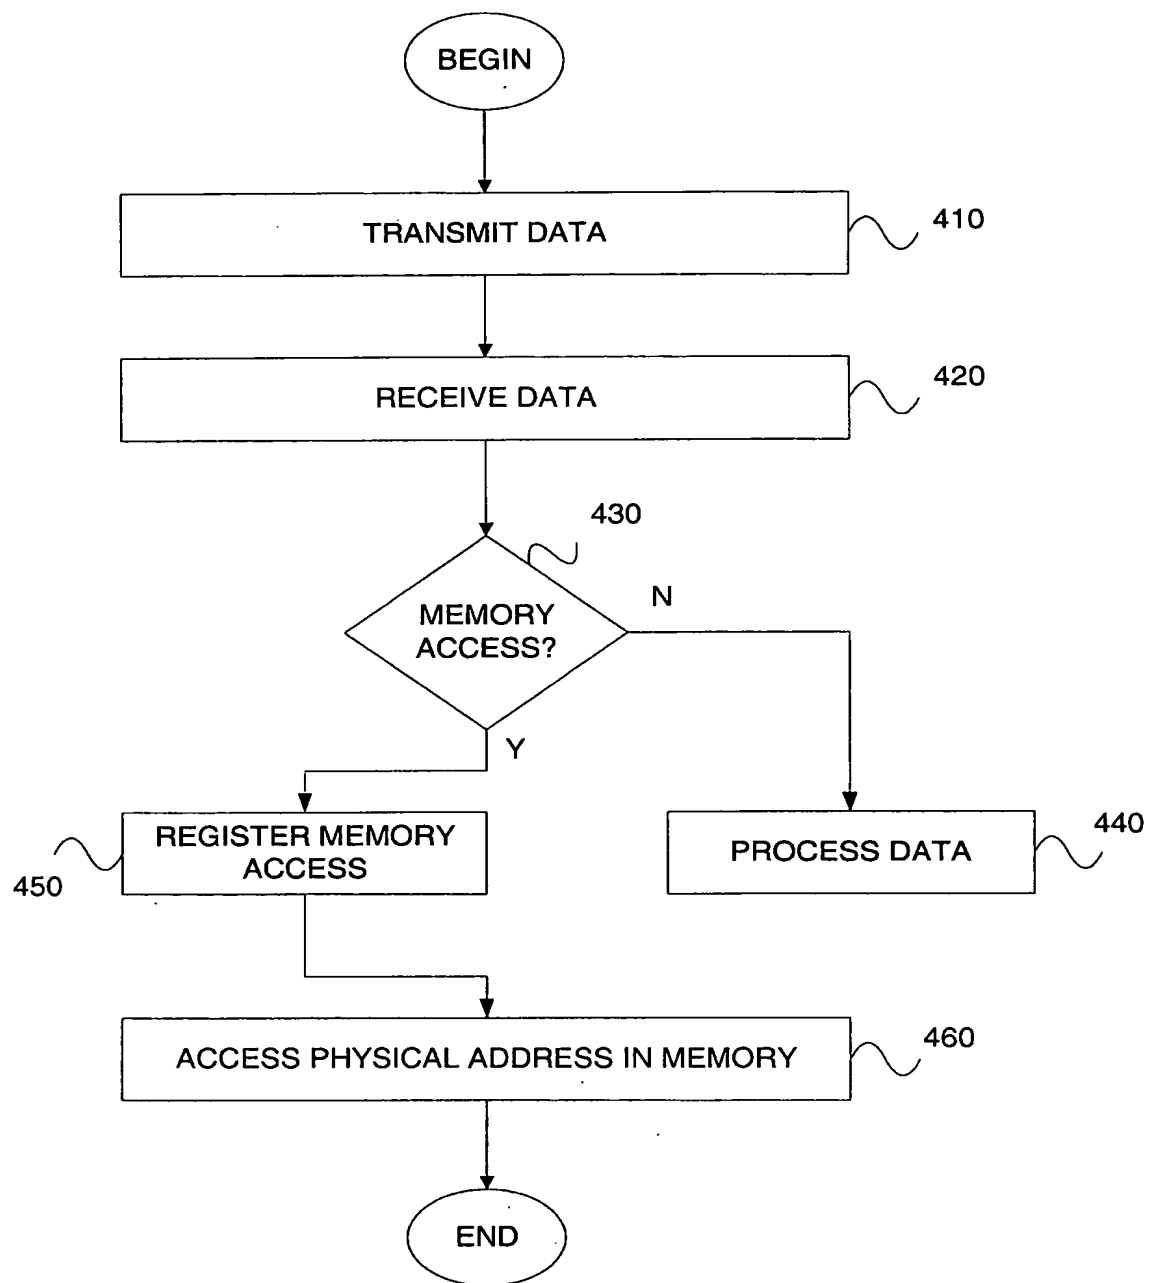 BEGIN
TRANSMIT DATA
410
RECEIVE DATA
420
430
MEMORY
ACCESS?
N
Y
REGISTER MEMORY
ACCESS
450
PROCESS DATA
440
ACCESS PHYSICAL ADDRESS IN MEMORY
460
END